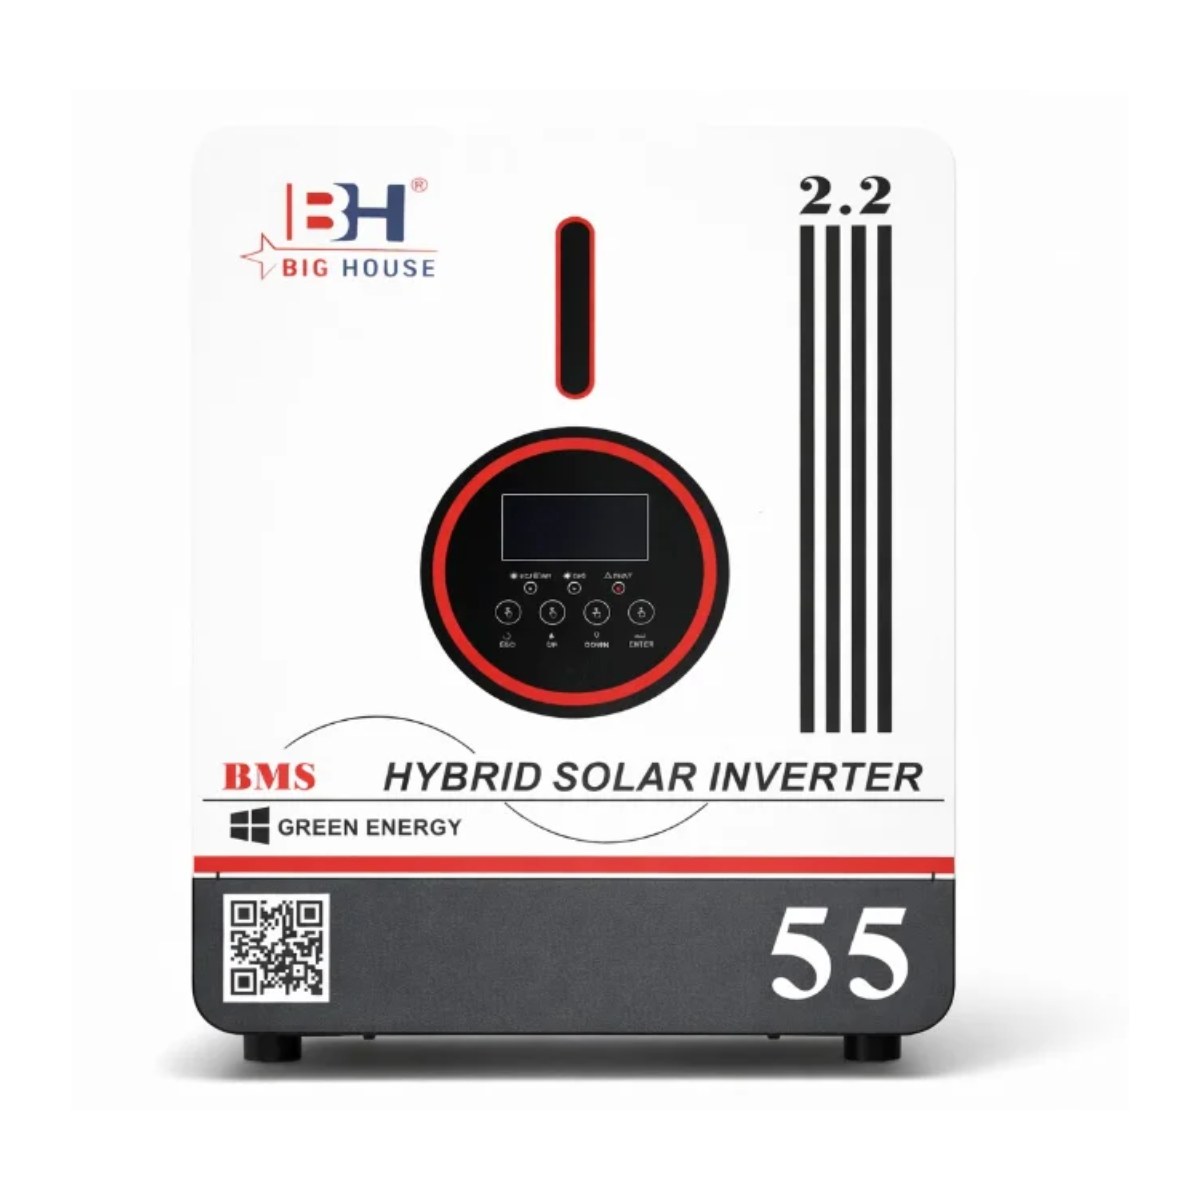 BH®
2.2
BIG HOUSE
ESC
UP
DOWN
ENTER
BMS
HYBRID SOLAR INVERTER
GREEN ENERGY
55